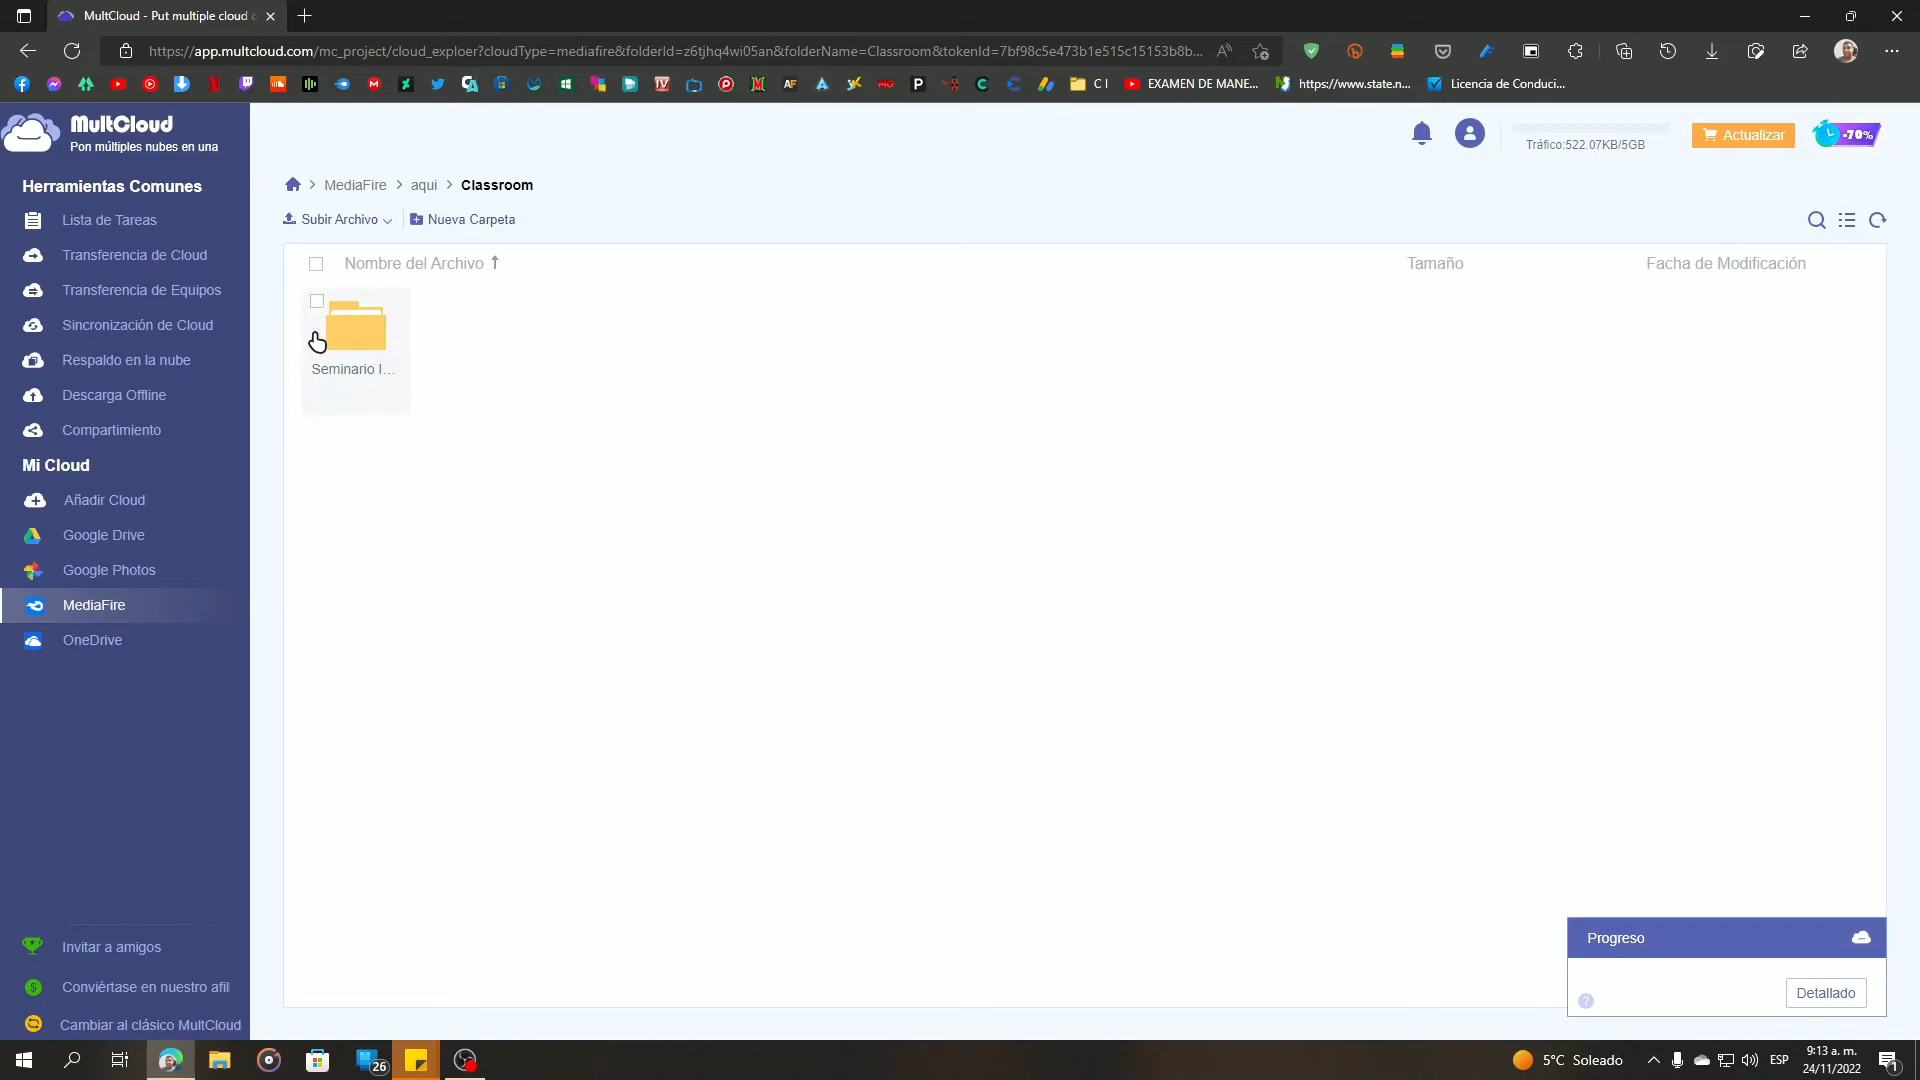 MultCloud - Put multiple cloud
https://app.multcloud.com/mc_project/cloud_exploer?cloudType=mediafire&folderId=z6tjhq4wi05an&folderName=Classroom&tokenId=7bf98c5e473b1e515c15153b8b...
C I
EXAMEN DE MANE...
https://www.state.n...
Licencia de Conduci...
MultCloud
Pon múltiples nubes en una
Tráfico:522.07KB/5GB
Actualizar
-70%
Herramientas Comunes
MediaFire > aqui > Classroom
Lista de Tareas
Subir Archivo
Nueva Carpeta
Transferencia de Cloud
Nombre del Archivo
Tamaño
Facha de Modificación
Transferencia de Equipos
Sincronización de Cloud
Respaldo en la nube
Seminario I...
Descarga Offline
Compartimiento
Mi Cloud
Añadir Cloud
Google Drive
Google Photos
MediaFire
OneDrive
Progreso
Detallado
Invitar a amigos
Conviértase en nuestro afil
Cambiar al clásico MultCloud
26
5°C Soleado
ESP
9:13 a. m.
24/11/2022
1